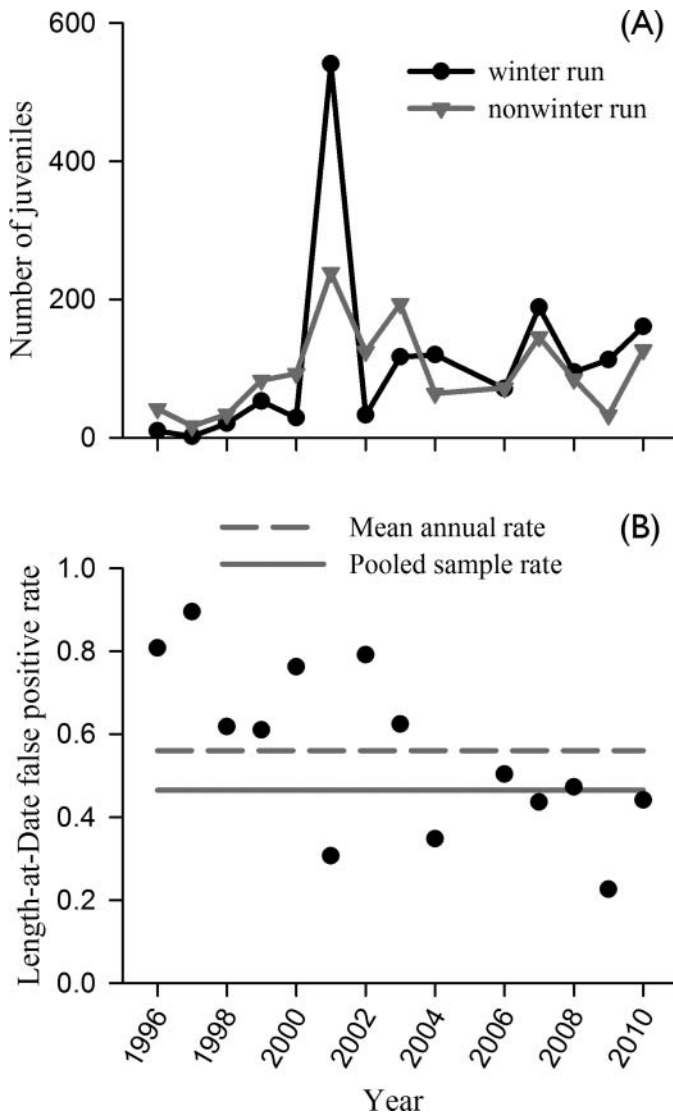 (A)
600
400
200
0
Number of juveniles
winter run
nonwinter run
(B)
Mean annual rate
Pooled sample rate
1.0
0.8
0.6
0.4
0.2
0.0
Length-at-Date false positive rate
1996
1998
2000
2002
2004
2006
2008
2010
Year